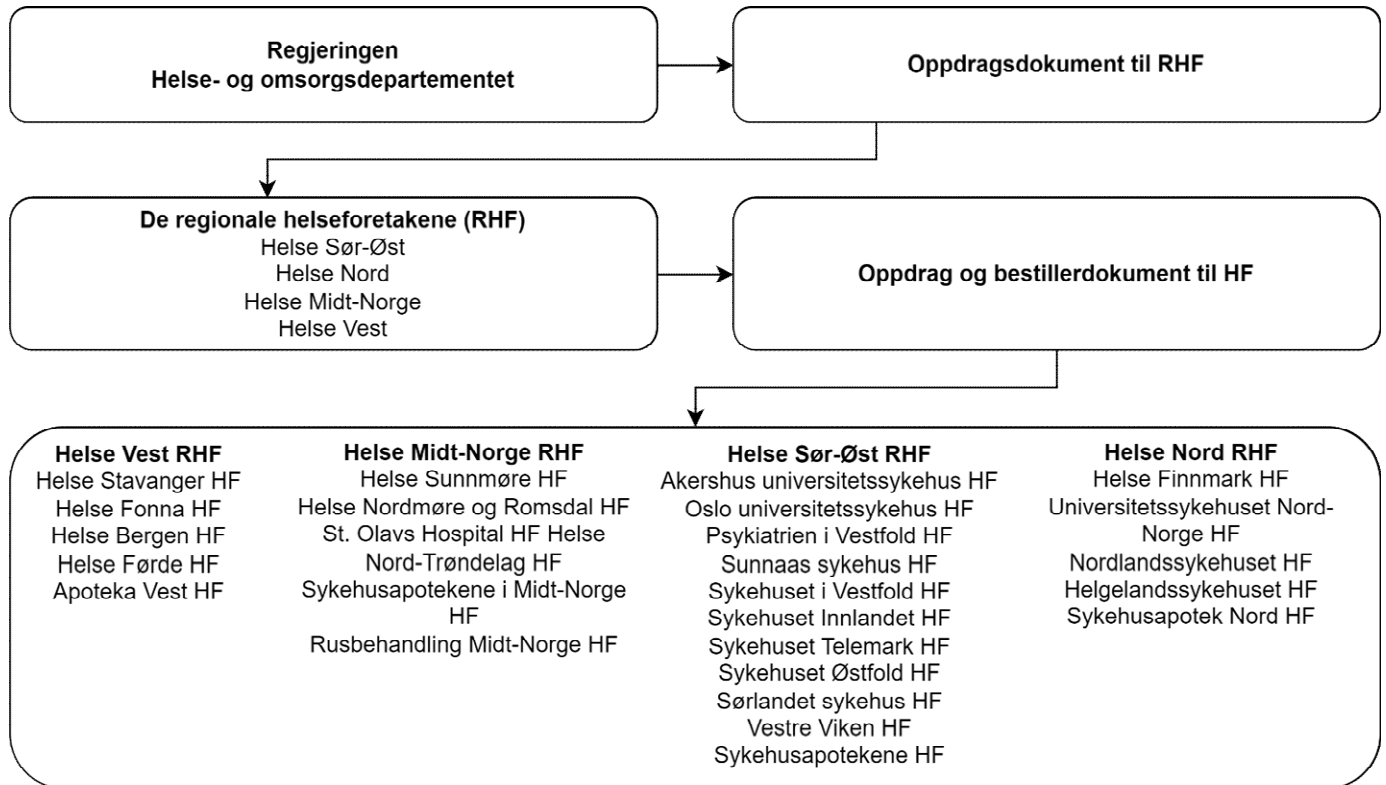 Regjeringen
Helse- og omsorgsdepartementet
Oppdragsdokument til RHF
De regionale helseforetakene (RHF)
Helse Sør-Øst
Helse Nord
Helse Midt-Norge
Helse Vest
Oppdrag og bestillerdokument til HF
Helse Vest RHF
Helse Stavanger HF
Helse Fonna HF
Helse Bergen HF
Helse Førde HF
Apoteka Vest HF
Helse Midt-Norge RHF
Helse Sunnmøre HF
Helse Nordmøre og Romsdal HF
St. Olavs Hospital HF Helse
Nord-Trøndelag HF
Sykehusapotekene i Midt-Norge
HF
Rusbehandling Midt-Norge HF
Helse Sør-Øst RHF
Akershus universitetssykehus HF
Oslo universitetssykehus HF
Psykiatrien i Vestfold HF
Sunnaas sykehus HF
Sykehuset i Vestfold HF
Sykehuset Innlandet HF
Sykehuset Telemark HF
Sykehuset Østfold HF
Sørlandet sykehus HF
Vestre Viken HF
Sykehusapotekene HF
Helse Nord RHF
Helse Finnmark HF
Universitetssykehuset Nord-
Norge HF
Nordlandssykehuset HF
Helgelandssykehuset HF
Sykehusapotek Nord HF